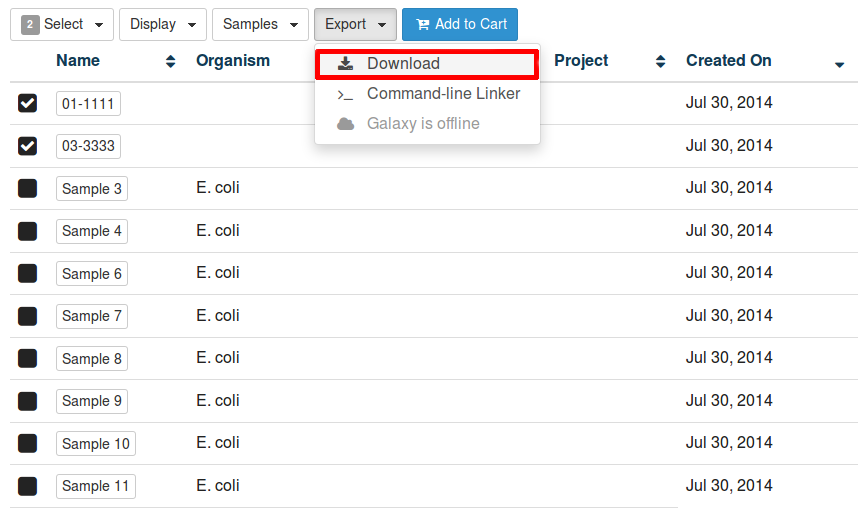 2 Select Display Samples Export Add to Cart
Name Organism Project Created On
Download
Command-line Linker
Galaxy is offline
01-1111 Jul 30, 2014
03-3333 Jul 30, 2014
Sample 3 E. coli Jul 30, 2014
Sample 4 E. coli Jul 30, 2014
Sample 6 E. coli Jul 30, 2014
Sample 7 E. coli Jul 30, 2014
Sample 8 E. coli Jul 30, 2014
Sample 9 E. coli Jul 30, 2014
Sample 10 E. coli Jul 30, 2014
Sample 11 E. coli Jul 30, 2014